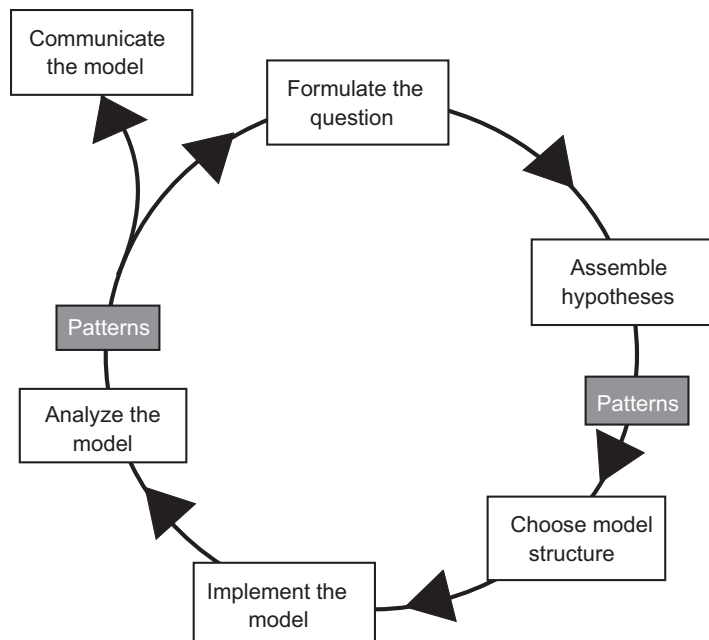 Communicate
the model
Formulate the
question
Assemble
hypotheses
Patterns
Choose model
structure
Implement the
model
Analyze the
model
Patterns